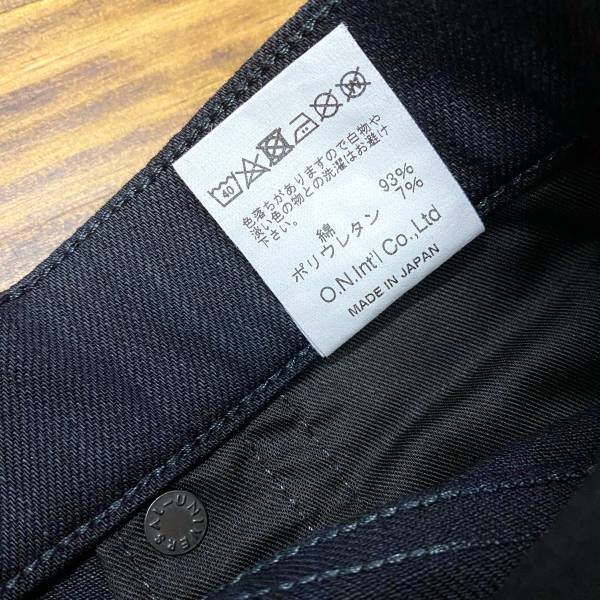 40
色落ちがありますので白物や
淡い色の物との洗濯はお避け
下さい。
綿 93%
ポリウレタン 7%
O.N.Int'l Co.,Ltd
MADE IN JAPAN
UNIVERSAL